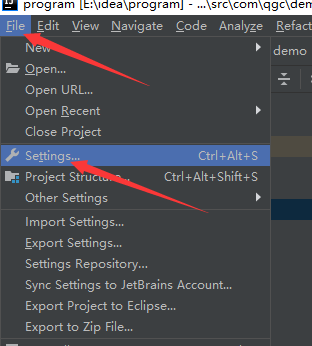 program [E:\idea\program] - ...\src\com\qgc\dem
File Edit View Navigate Code Analyze Refact
New
Open...
demo
Open URL...
Open Recent
Close Project
Settings... Ctrl+Alt+S
Project Structure... Ctrl+Alt+Shift+S
Other Settings
Import Settings...
Export Settings...
Settings Repository...
Sync Settings to JetBrains Account...
Export Project to Eclipse...
Export to Zip File...